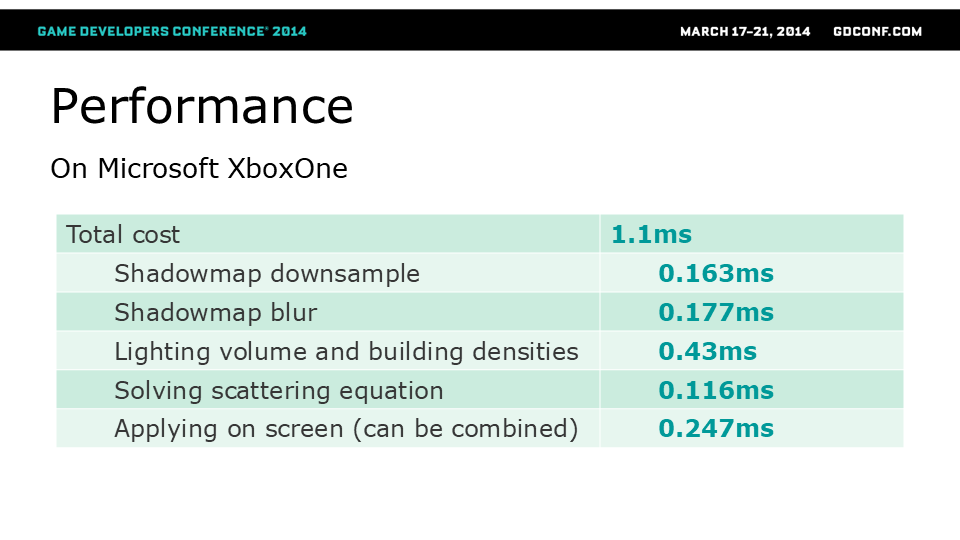 GAME DEVELOPERS CONFERENCE® 2014 MARCH 17–21, 2014 GDCONF.COM
Performance
On Microsoft XboxOne
Total cost 1.1ms
Shadowmap downsample 0.163ms
Shadowmap blur 0.177ms
Lighting volume and building densities 0.43ms
Solving scattering equation 0.116ms
Applying on screen (can be combined) 0.247ms